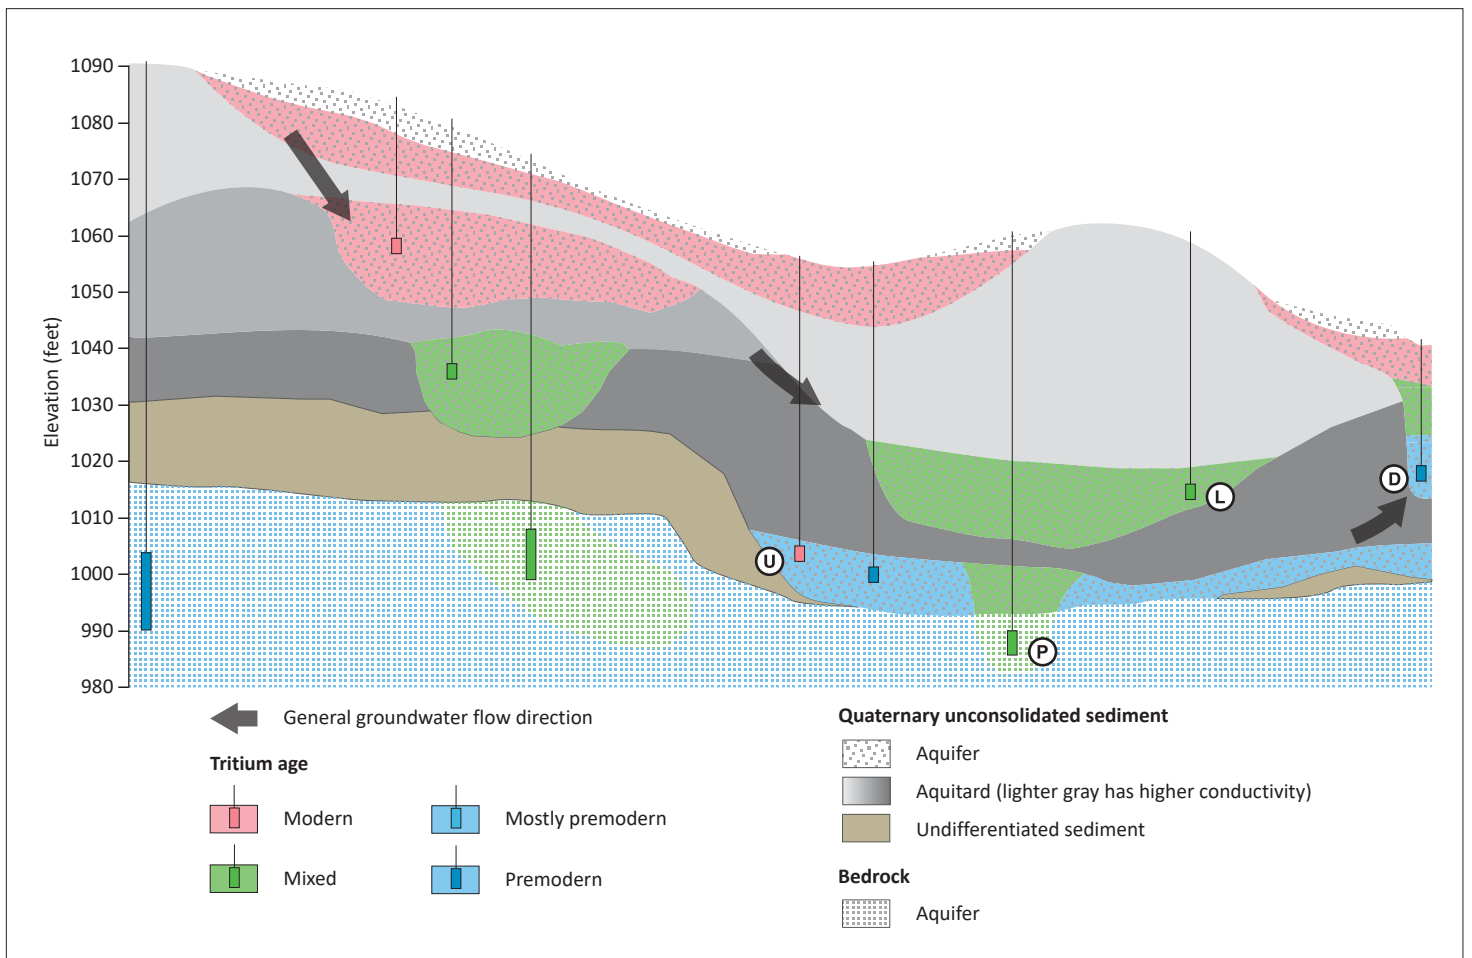 1090
1080
1070
1060
1050
1040
1030
1020
1010
1000
990
980
Elevation (feet)
U
P
L
D
General groundwater flow direction
Tritium age
Modern
Mostly premodern
Mixed
Premodern
Quaternary unconsolidated sediment
Aquifer
Aquitard (lighter gray has higher conductivity)
Undifferentiated sediment
Bedrock
Aquifer